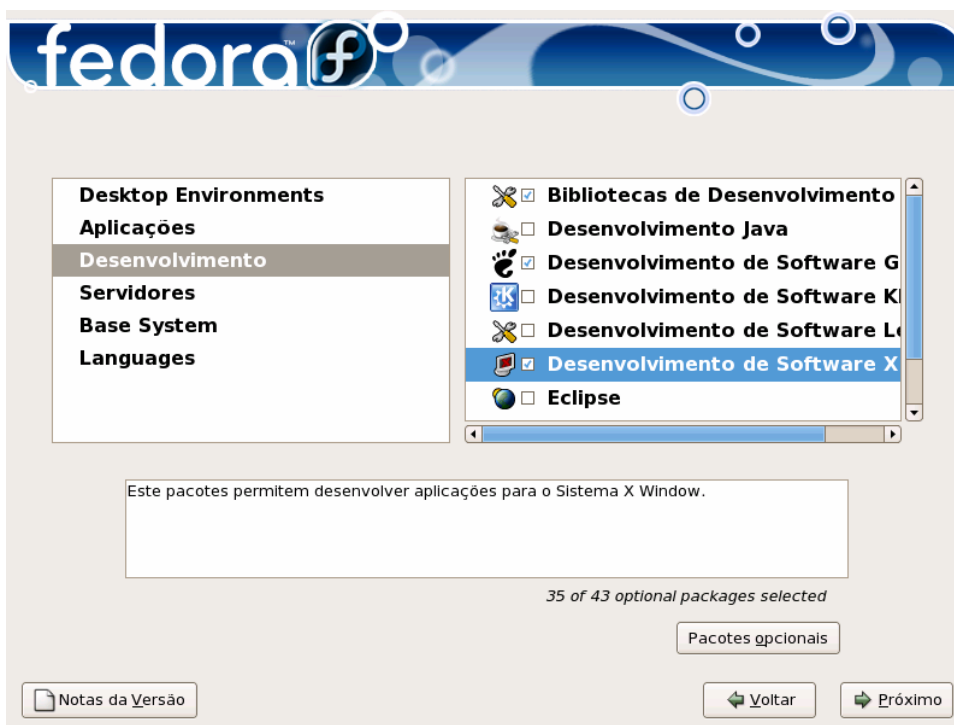 fedora™
Desktop Environments
Aplicações
Desenvolvimento
Servidores
Base System
Languages
Bibliotecas de Desenvolvimento
Desenvolvimento Java
Desenvolvimento de Software G
Desenvolvimento de Software K
Desenvolvimento de Software L
Desenvolvimento de Software X
Eclipse
Este pacotes permitem desenvolver aplicações para o Sistema X Window.
35 of 43 optional packages selected
Pacotes opcionais
Notas da Versão
Voltar
Próximo